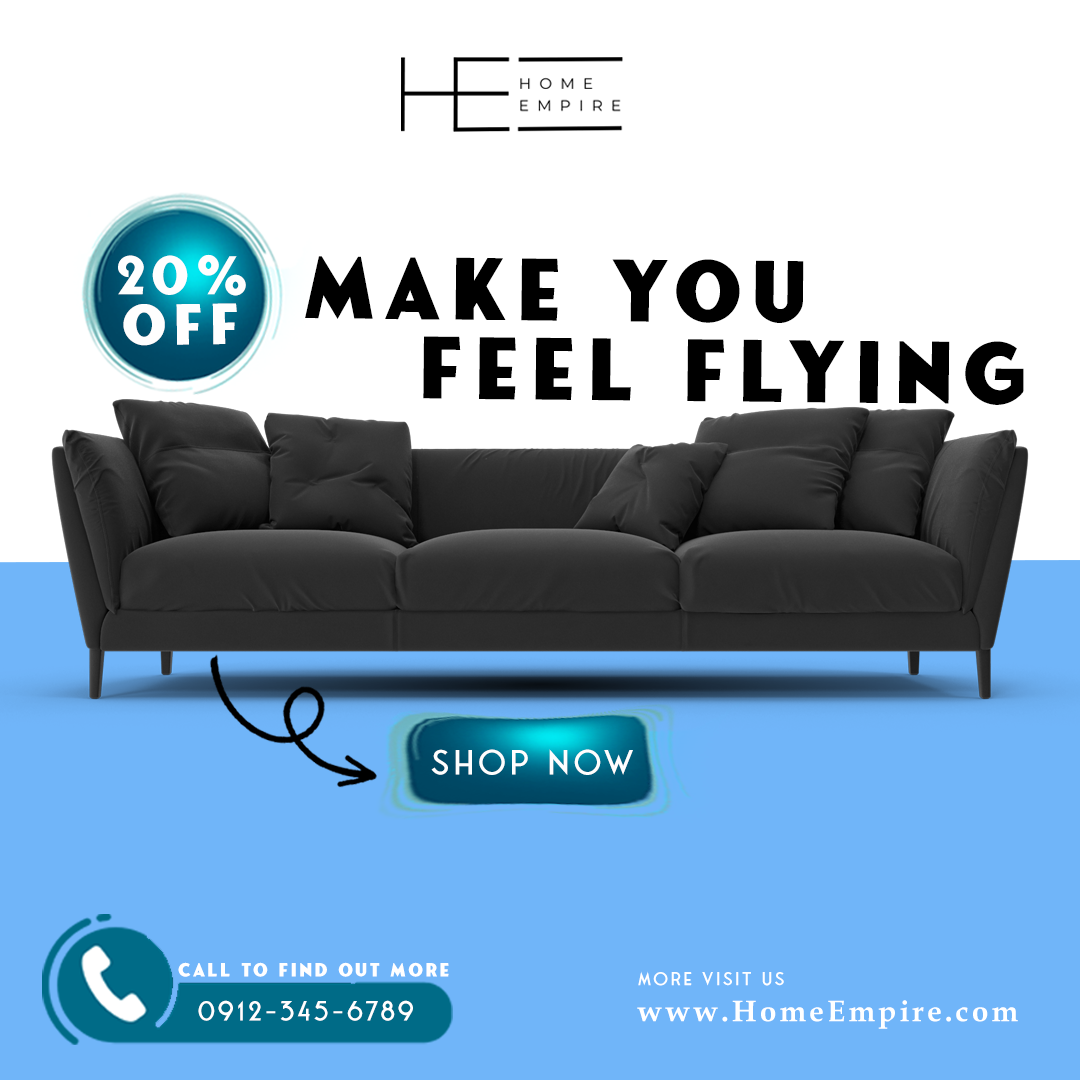 HE
HOME
EMPIRE
20%
OFF
MAKE YOU
FEEL FLYING
SHOP NOW
CALL TO FIND OUT MORE
0912-345-6789
MORE VISIT US
www.HomeEmpire.com